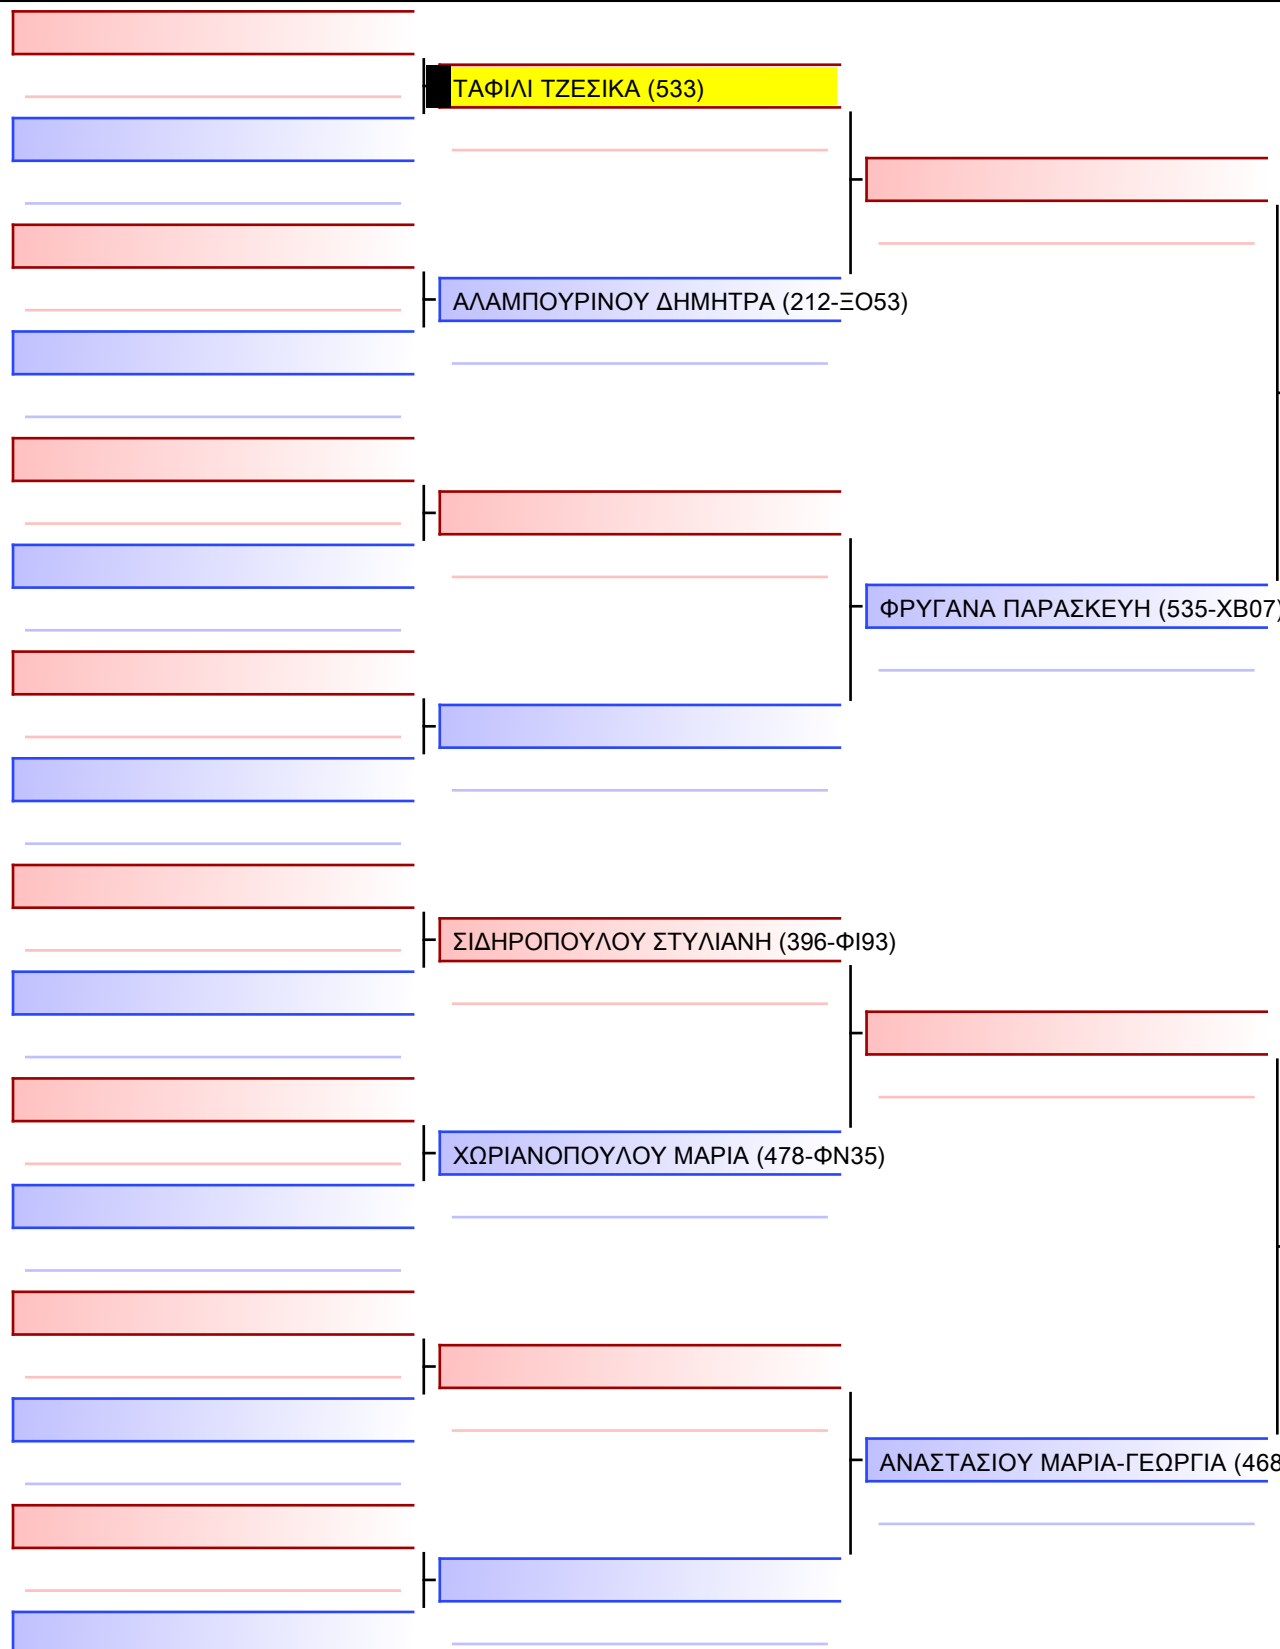 ΤΑΦΙΛΙ ΤΖΕΣΙΚΑ (533)
ΑΛΑΜΠΟΥΡΙΝΟΥ ΔΗΜΗΤΡΑ (212-ΞΟ53)
ΦΡΥΓΑΝΑ ΠΑΡΑΣΚΕΥΗ (535-ΧΒ07)
ΣΙΔΗΡΟΠΟΥΛΟΥ ΣΤΥΛΙΑΝΗ (396-ΦΙ93)
ΧΩΡΙΑΝΟΠΟΥΛΟΥ ΜΑΡΙΑ (478-ΦΝ35)
ΑΝΑΣΤΑΣΙΟΥ ΜΑΡΙΑ-ΓΕΩΡΓΙΑ (468